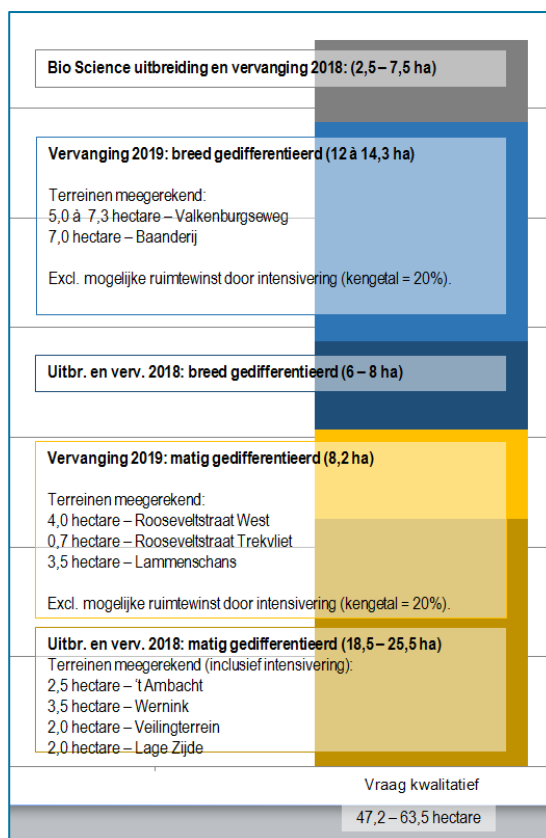 Bio Science uitbreiding en vervanging 2018: (2,5 – 7,5 ha)
Vervanging 2019: breed gedifferentieerd (12 à 14,3 ha)
Terreinen meegerekend:
5,0 à 7,3 hectare – Valkenburgseweg
7,0 hectare – Baanderij
Excl. mogelijke ruimtewinst door intensivering (kengetal = 20%).
Uitbr. en verv. 2018: breed gedifferentieerd (6 – 8 ha)
Vervanging 2019: matig gedifferentieerd (8,2 ha)
Terreinen meegerekend:
4,0 hectare – Rooseveltstraat West
0,7 hectare – Rooseveltstraat Trekvliet
3,5 hectare – Lammenschans
Excl. mogelijke ruimtewinst door intensivering (kengetal = 20%).
Uitbr. en verv. 2018: matig gedifferentieerd (18,5 – 25,5 ha)
Terreinen meegerekend (inclusief intensivering):
2,5 hectare – 't Ambacht
3,5 hectare – Wernink
2,0 hectare – Veilingterrein
2,0 hectare – Lage Zijde
Vraag kwalitatief
47,2 – 63,5 hectare